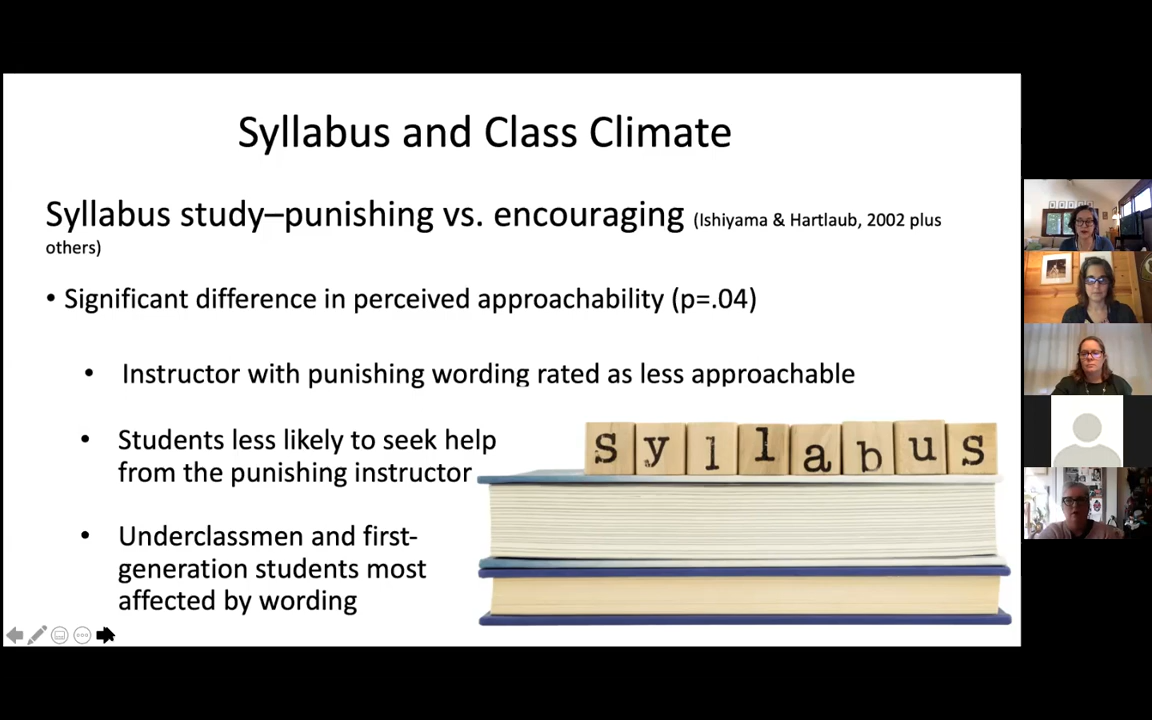 Syllabus and Class Climate
Syllabus study–punishing vs. encouraging (Ishiyama & Hartlaub, 2002 plus
others)
• Significant difference in perceived approachability (p=.04)
• Instructor with punishing wording rated as less approachable
• Students less likely to seek help
from the punishing instructor
syllabus
• Underclassmen and first-
generation students most
affected by wording